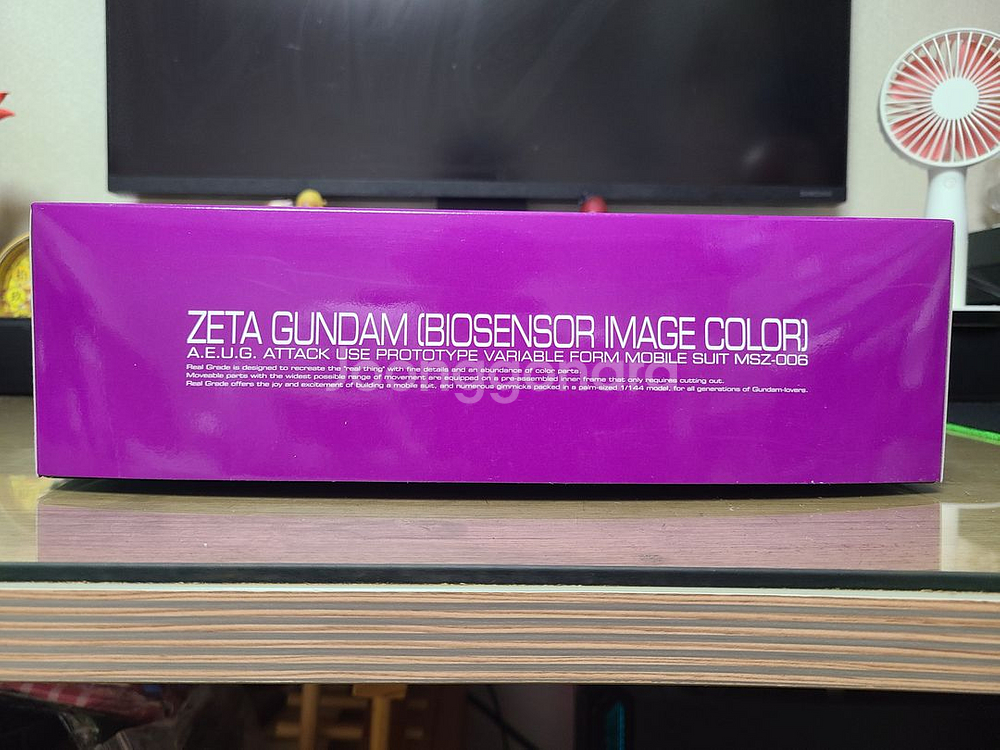 ZETA GUNDAM (BIOSENSOR IMAGE COLOR)
A.E.U.G. ATTACK USE PROTOTYPE VARIABLE FORM MOBILE SUIT MSZ-006
Real Grade is designed to recreate the "real thing" with fine details and an abundance of color parts.
Moveable parts with the widest possible range of movement are equipped on a pre-assembled inner frame that only requires cutting out.
Real Grade offers the joy and excitement of building a mobile suit, and numerous gimmicks packed in a palm-sized 1/144 model, for all generations of Gundam-lovers.